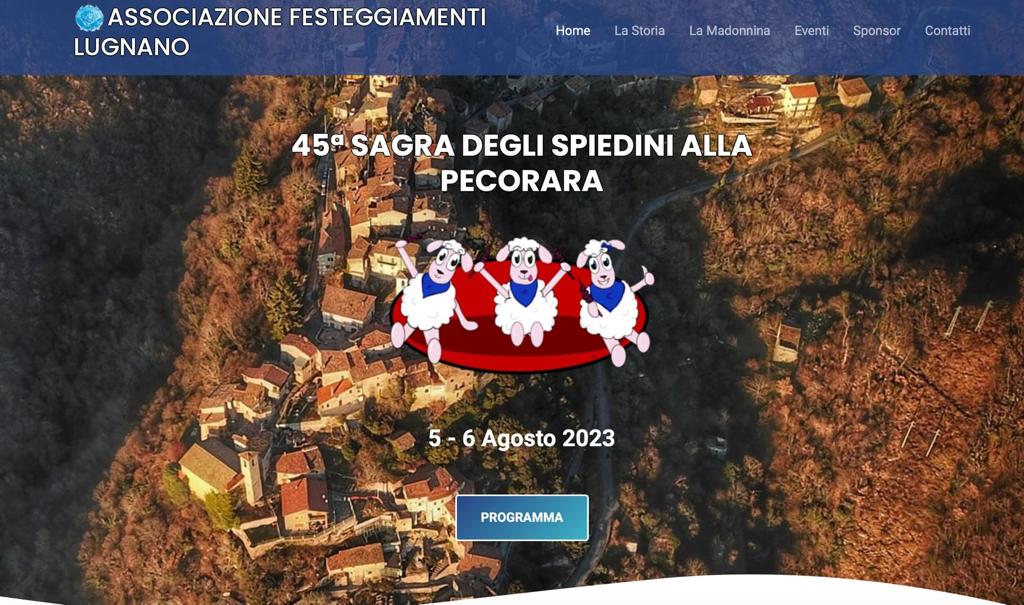 ASSOCIAZIONE FESTEGGIAMENTI
LUGNANO
Home La Storia La Madonnina Eventi Sponsor Contatti
45ª SAGRA DEGLI SPIEDINI ALLA
PECORARA
5 - 6 Agosto 2023
PROGRAMMA